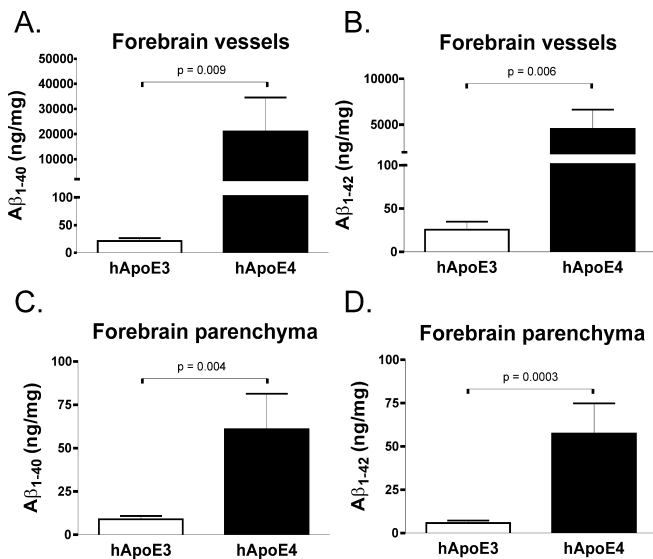 A.
Forebrain vessels
p = 0.009
Aβ1-40 (ng/mg)
50000
40000
30000
20000
10000
100
50
0
hApoE3 hApoE4
B.
Forebrain vessels
p = 0.006
Aβ1-42 (ng/mg)
10000
5000
100
50
0
hApoE3 hApoE4
C.
Forebrain parenchyma
p = 0.004
Aβ1-40 (ng/mg)
100
75
50
25
0
hApoE3 hApoE4
D.
Forebrain parenchyma
p = 0.0003
Aβ1-42 (ng/mg)
100
75
50
25
0
hApoE3 hApoE4